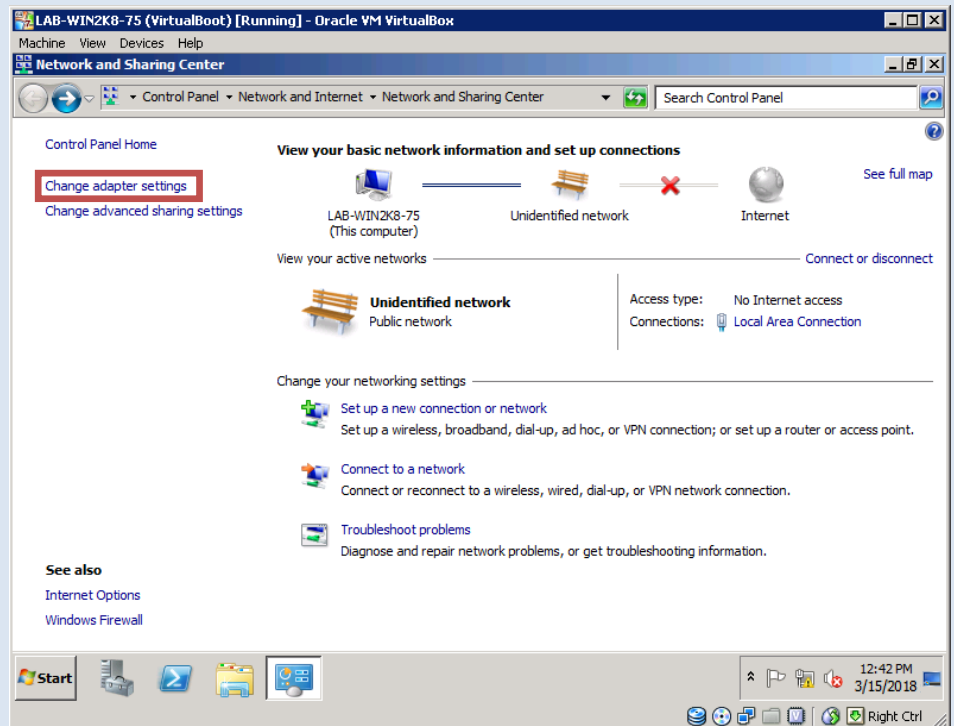 LAB-WIN2K8-75 (VirtualBoot) [Running] - Oracle VM VirtualBox
Machine View Devices Help
Network and Sharing Center
Control Panel Network and Internet Network and Sharing Center
Search Control Panel
Control Panel Home
Change adapter settings
Change advanced sharing settings
View your basic network information and set up connections
See full map
LAB-WIN2K8-75
(This computer)
Unidentified network
Internet
View your active networks
Connect or disconnect
Unidentified network
Public network
Access type: No Internet access
Connections: Local Area Connection
Change your networking settings
Set up a new connection or network
Set up a wireless, broadband, dial-up, ad hoc, or VPN connection; or set up a router or access point.
Connect to a network
Connect or reconnect to a wireless, wired, dial-up, or VPN network connection.
Troubleshoot problems
Diagnose and repair network problems, or get troubleshooting information.
See also
Internet Options
Windows Firewall
Start
12:42 PM
3/15/2018
Right Ctrl